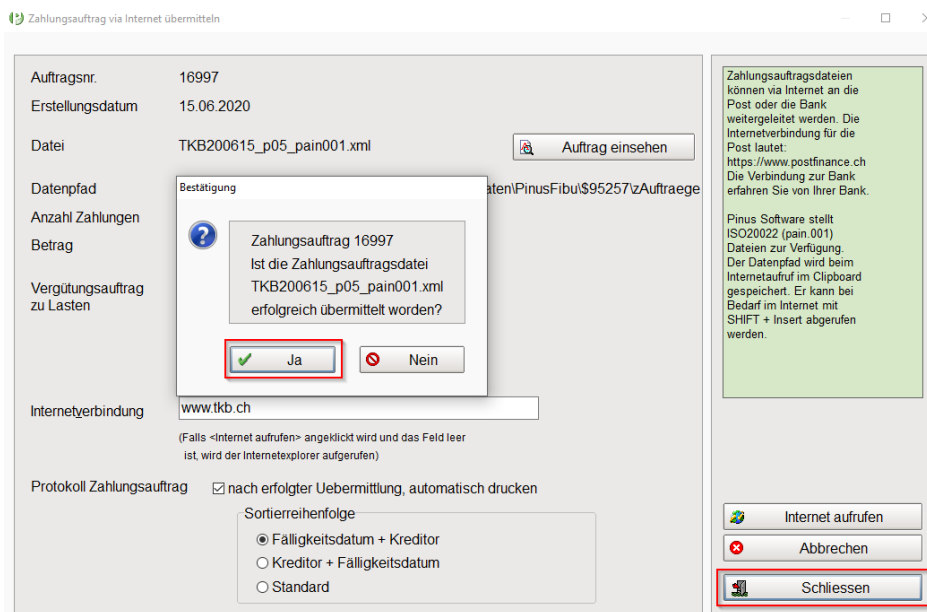 Zahlungsauftrag via Internet übermitteln
Auftragsnr. 16997
Erstellungsdatum 15.06.2020
Datei TKB200615_p05_pain001.xml Auftrag einsehen
Datenpfad aten\PinusFibu\$95257\zAuftraege
Anzahl Zahlungen
Betrag
Vergütungsauftrag
zu Lasten
Bestätigung
Zahlungsauftrag 16997
Ist die Zahlungsauftragsdatei
TKB200615_p05_pain001.xml
erfolgreich übermittelt worden?
Ja Nein
Internetverbindung www.tkb.ch
(Falls <Internet aufrufen> angeklickt wird und das Feld leer
ist, wird der Internetexplorer aufgerufen)
Protokoll Zahlungsauftrag nach erfolgter Uebermittlung, automatisch drucken
Sortierreihenfolge
Fälligkeitsdatum + Kreditor
Kreditor + Fälligkeitsdatum
Standard
Zahlungsauftragsdateien
können via Internet an die
Post oder die Bank
weitergeleitet werden. Die
Internetverbindung für die
Post lautet:
https://www.postfinance.ch
Die Verbindung zur Bank
erfahren Sie von Ihrer Bank.
Pinus Software stellt
ISO20022 (pain.001)
Dateien zur Verfügung.
Der Datenpfad wird beim
Internetaufruf im Clipboard
gespeichert. Er kann bei
Bedarf im Internet mit
SHIFT + Insert abgerufen
werden.
Internet aufrufen
Abbrechen
Schliessen